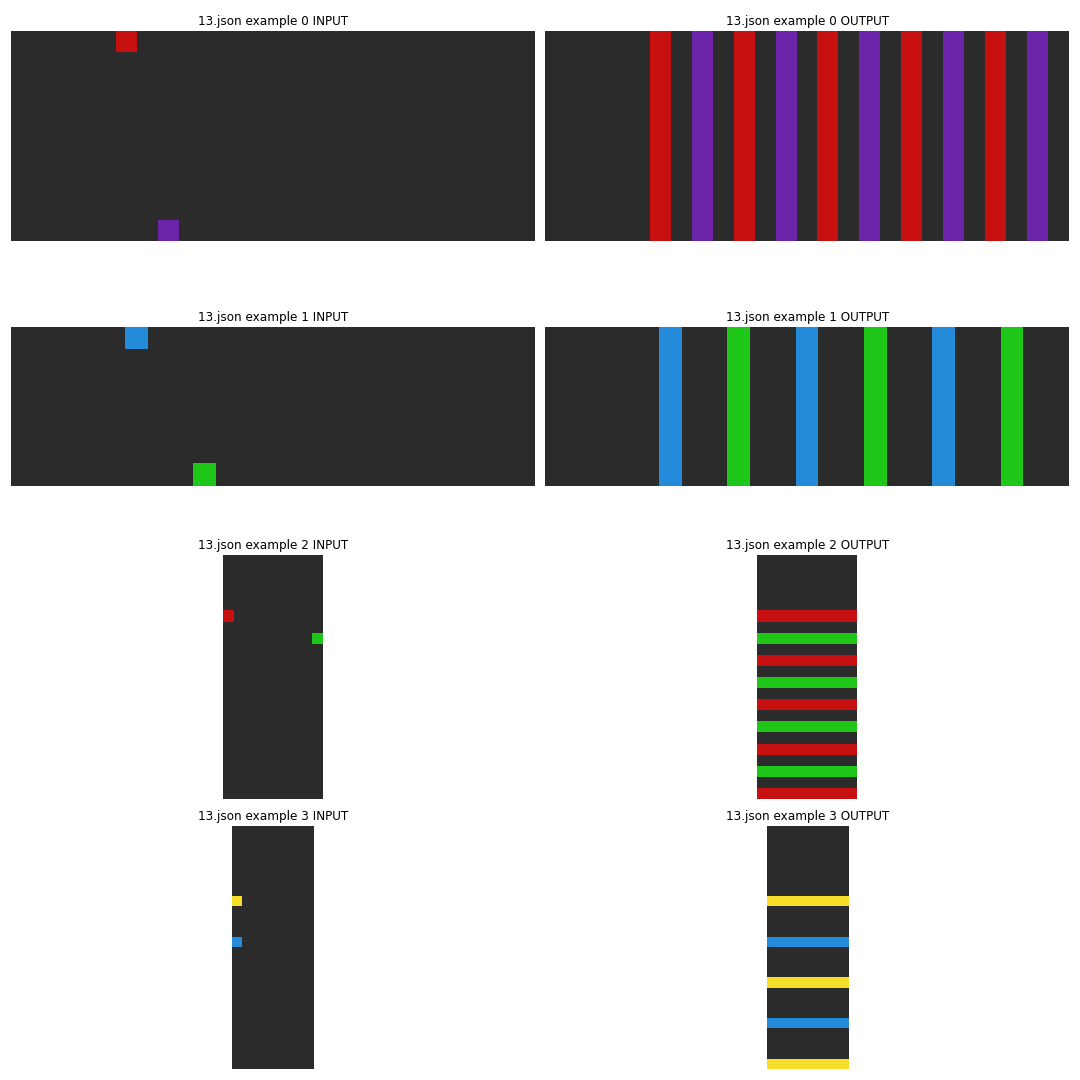 13.json example 0 INPUT
13.json example 0 OUTPUT
13.json example 1 INPUT
13.json example 1 OUTPUT
13.json example 2 INPUT
13.json example 2 OUTPUT
13.json example 3 INPUT
13.json example 3 OUTPUT